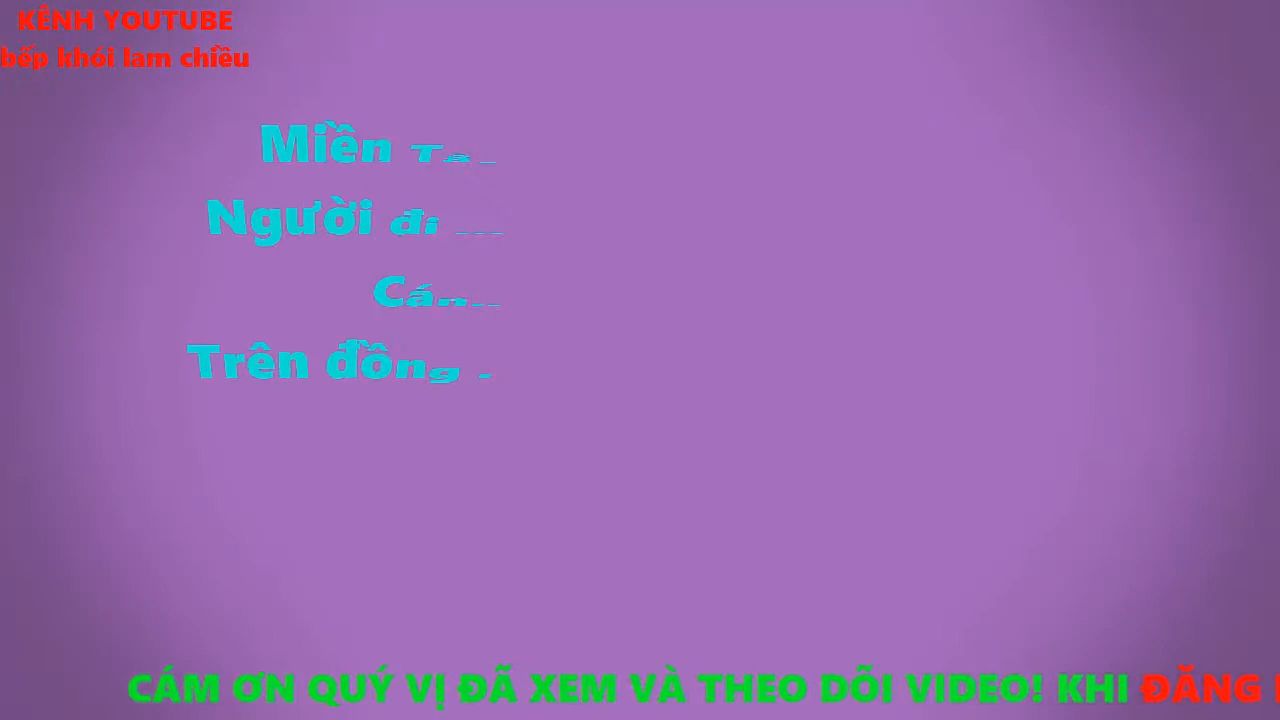 KÊNH YOUTUBE
bếp khói lam chiều
Miền
Người đi
Trên đồng
CÁM ƠN QUÝ VỊ ĐÃ XEM VÀ THEO DÕI VIDEO! KHI ĐĂNG